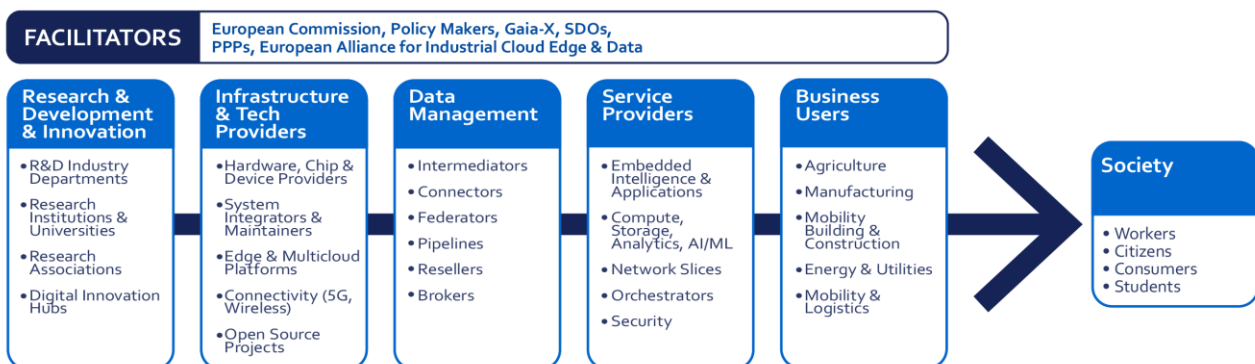 FACILITATORS
European Commission, Policy Makers, Gaia-X, SDOs,
PPPs, European Alliance for Industrial Cloud Edge & Data
Research &
Development
& Innovation
• R&D Industry
Departments
• Research
Institutions &
Universities
• Research
Associations
• Digital Innovation
Hubs
Infrastructure
& Tech
Providers
• Hardware, Chip &
Device Providers
• System
Integrators &
Maintainers
• Edge & Multicloud
Platforms
• Connectivity (5G,
Wireless)
• Open Source
Projects
Data
Management
• Intermediators
• Connectors
• Federators
• Pipelines
• Resellers
• Brokers
Service
Providers
• Embedded
Intelligence &
Applications
• Compute,
Storage,
Analytics, AI/ML
• Network Slices
• Orchestrators
• Security
Business
Users
• Agriculture
• Manufacturing
• Mobility
Building &
Construction
• Energy & Utilities
• Mobility &
Logistics
Society
• Workers
• Citizens
• Consumers
• Students